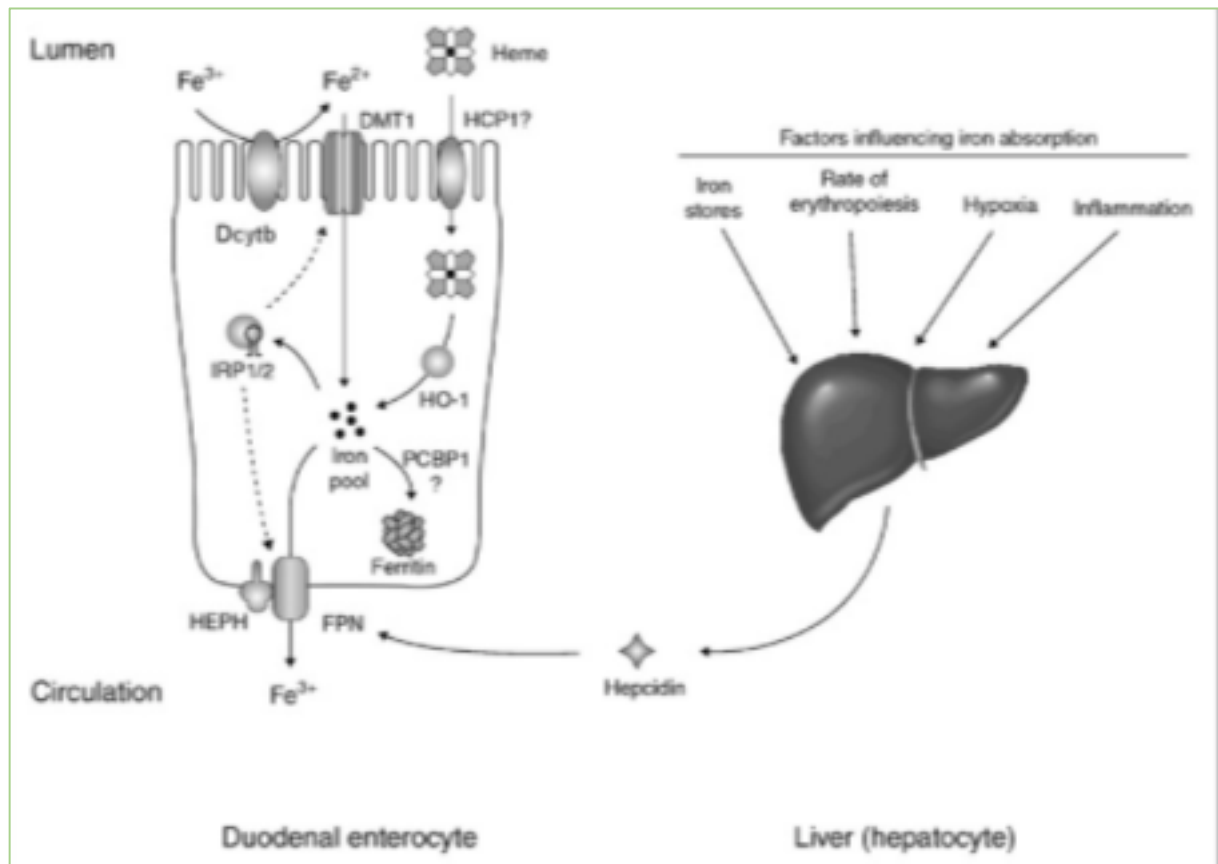 Lumen
Heme
Fe³⁺
Fe²⁺
DMT1
HCP1?
Factors influencing iron absorption
Iron
stores
Rate of
erythropoiesis
Hypoxia
Inflammation
Dcytb
IRP1/2
HO-1
Iron
pool
PCBP1
?
Ferritin
HEPH
FPN
Hepcidin
Circulation
Fe³⁺
Duodenal enterocyte
Liver (hepatocyte)